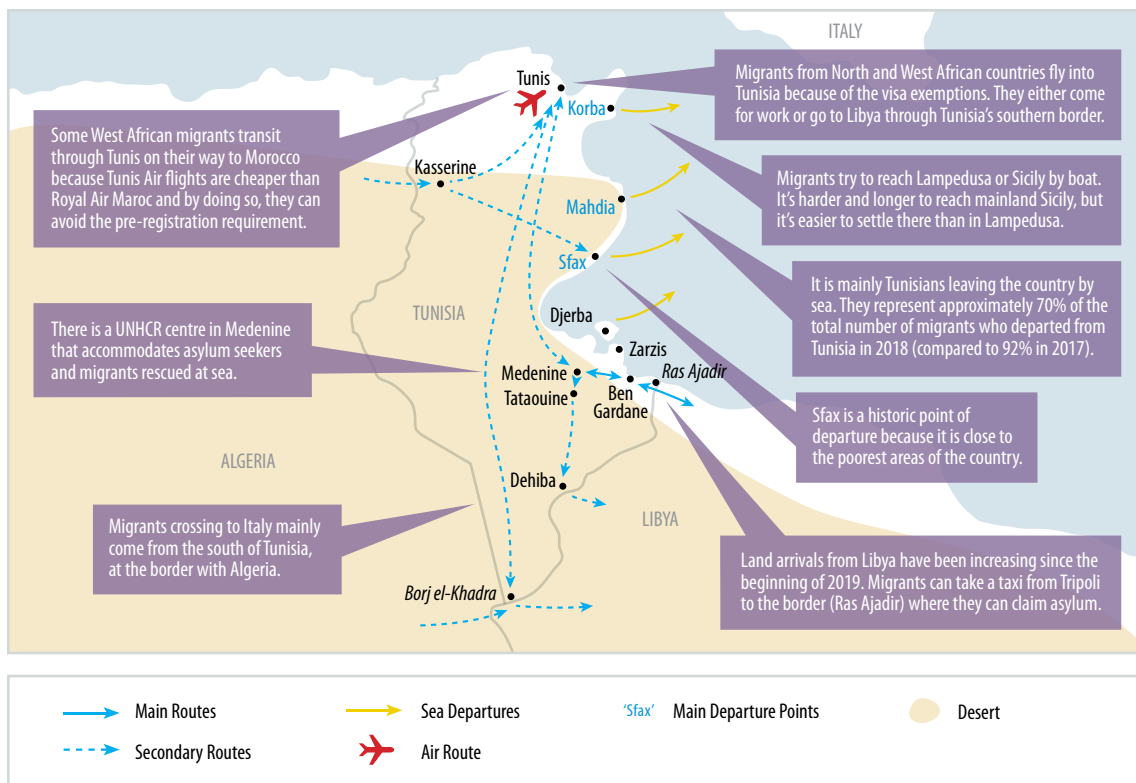 ITALY
Tunis
Korba
Migrants from North and West African countries fly into
Tunisia because of the visa exemptions. They either come
for work or go to Libya through Tunisia's southern border.
Some West African migrants transit
through Tunis on their way to Morocco
because Tunis Air flights are cheaper than
Royal Air Maroc and by doing so, they can
avoid the pre-registration requirement.
Kasserine
Migrants try to reach Lampedusa or Sicily by boat.
It's harder and longer to reach mainland Sicily, but
it's easier to settle there than in Lampedusa.
Mahdia
Sfax
It is mainly Tunisians leaving the country by
sea. They represent approximately 70% of the
total number of migrants who departed from
Tunisia in 2018 (compared to 92% in 2017).
There is a UNHCR centre in Medenine
that accommodates asylum seekers
and migrants rescued at sea.
TUNISIA
Djerba
Zarzis
Medenine
Ras Ajadir
Tataouine
Ben
Gardane
Sfax is a historic point of
departure because it is close to
the poorest areas of the country.
ALGERIA
Dehiba
LIBYA
Migrants crossing to Italy mainly
come from the south of Tunisia,
at the border with Algeria.
Land arrivals from Libya have been increasing since the
beginning of 2019. Migrants can take a taxi from Tripoli
to the border (Ras Ajadir) where they can claim asylum.
Borj el-Khadra
Main Routes
Sea Departures
'Sfax' Main Departure Points
Desert
Secondary Routes
Air Route